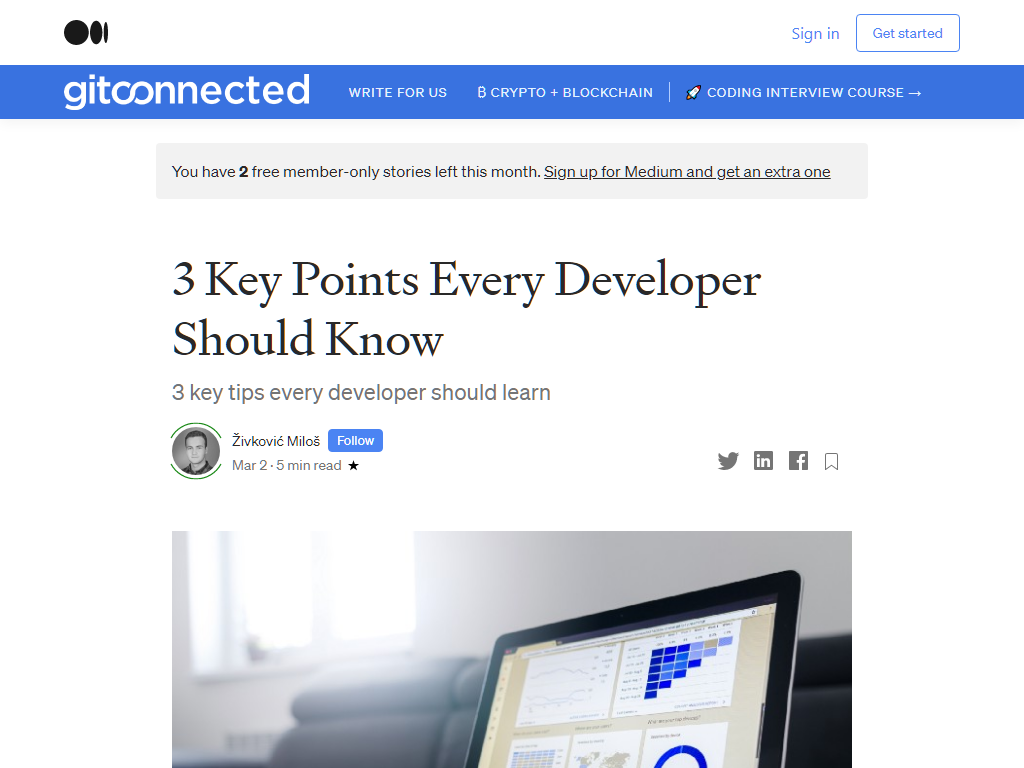 Sign in
Get started
gitconnected
WRITE FOR US
₿ CRYPTO + BLOCKCHAIN
🚀 CODING INTERVIEW COURSE →
You have 2 free member-only stories left this month. Sign up for Medium and get an extra one
3 Key Points Every Developer
Should Know
3 key tips every developer should learn
Živković Miloš
Follow
Mar 2 · 5 min read ★